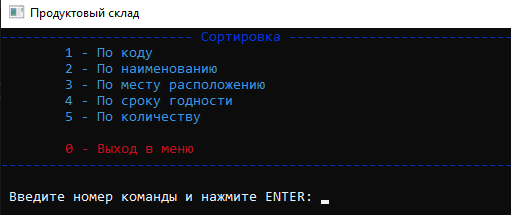 Продуктовый склад
Сортировка
1 - По коду
2 - По наименованию
3 - По месту расположению
4 - По сроку годности
5 - По количеству
0 - Выход в меню
Введите номер команды и нажмите ENTER: